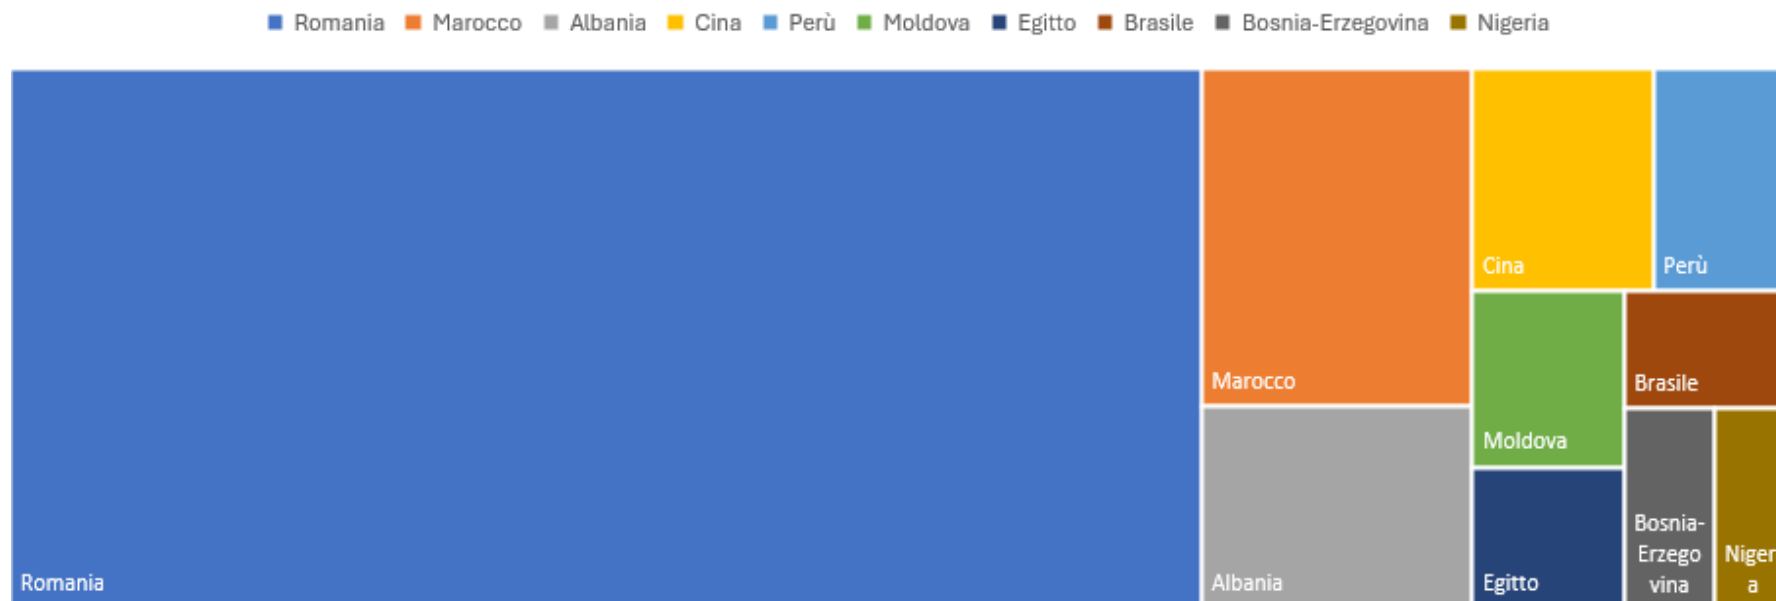 Romania Marocco Albania Cina Perù Moldova Egitto Brasile Bosnia-Erzegovina Nigeria
Cina
Perù
Marocco
Brasile
Moldova
Romania
Albania
Egitto
Bosnia-
Erzego
vina
Niger
a